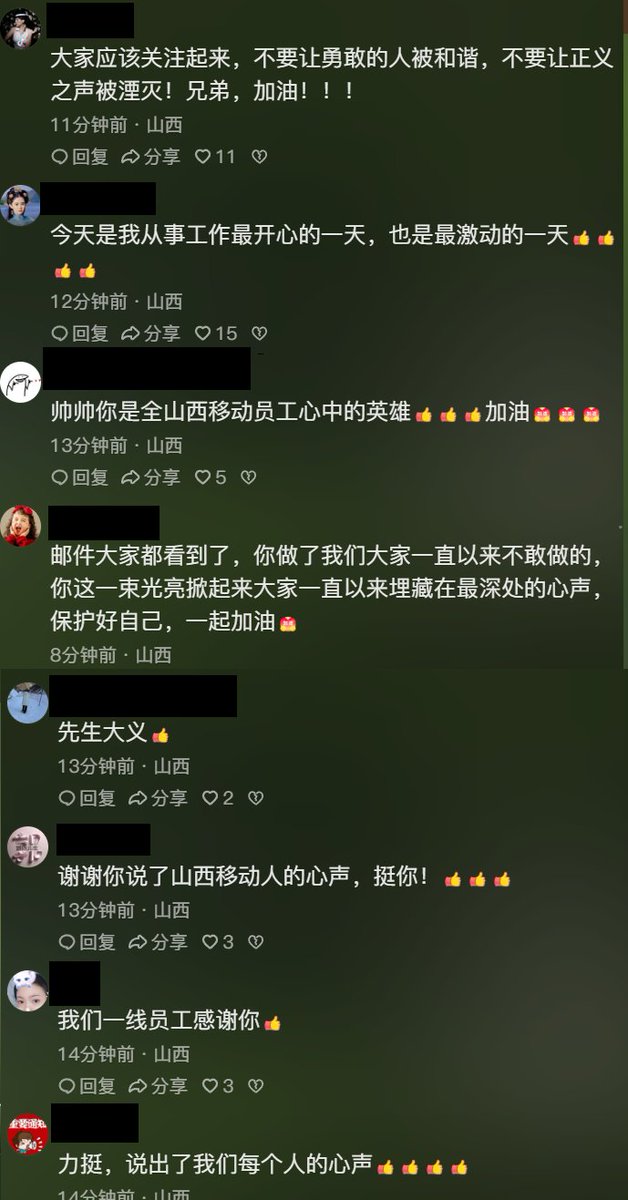 大家应该关注起来，不要让勇敢的人被和谐，不要让正义
之声被湮灭！兄弟，加油！！！
11分钟前 · 山西
回复 分享 11
今天是我从事工作最开心的一天，也是最激动的一天👍👍
👍👍
12分钟前 · 山西
回复 分享 15
帅帅你是全山西移动员工心中的英雄👍👍👍加油
13分钟前 · 山西
回复 分享 5
邮件大家都看到了，你做了我们大家一直以来不敢做的，
你这一束光亮掀起来大家一直以来埋藏在最深处的心声，
保护好自己，一起加油
8分钟前 · 山西
先生大义👍
13分钟前 · 山西
回复 分享 2
谢谢你说了山西移动人的心声，挺你！👍👍👍
13分钟前 · 山西
回复 分享 3
我们一线员工感谢你👍
14分钟前 · 山西
回复 分享 3
重要通知
力挺，说出了我们每个人的心声👍👍👍👍
14分钟前 · 山西